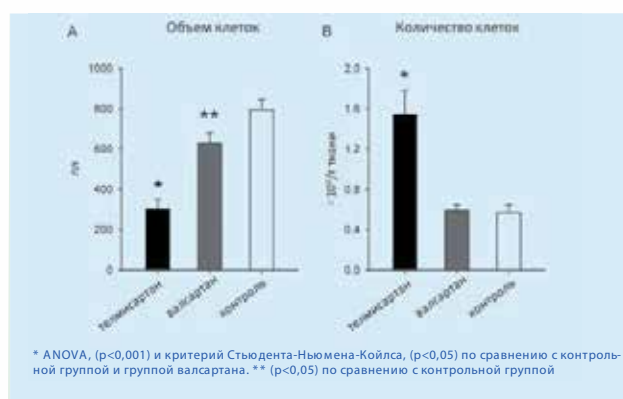 A Объем клеток
B Количество клеток
1000
800
600
400
200
0
пл
*
**
телмисартан
валсартан
контроль
2.0
1.6
1.2
0.8
0.4
0.0
ткани
*
телмисартан
валсартан
контроль
* ANOVA, (p<0,001) и критерий Стьюдента-Ньюмена-Койлса, (p<0,05) по сравнению с контроль-
ной группой и группой валсартана. ** (p<0,05) по сравнению с контрольной группой